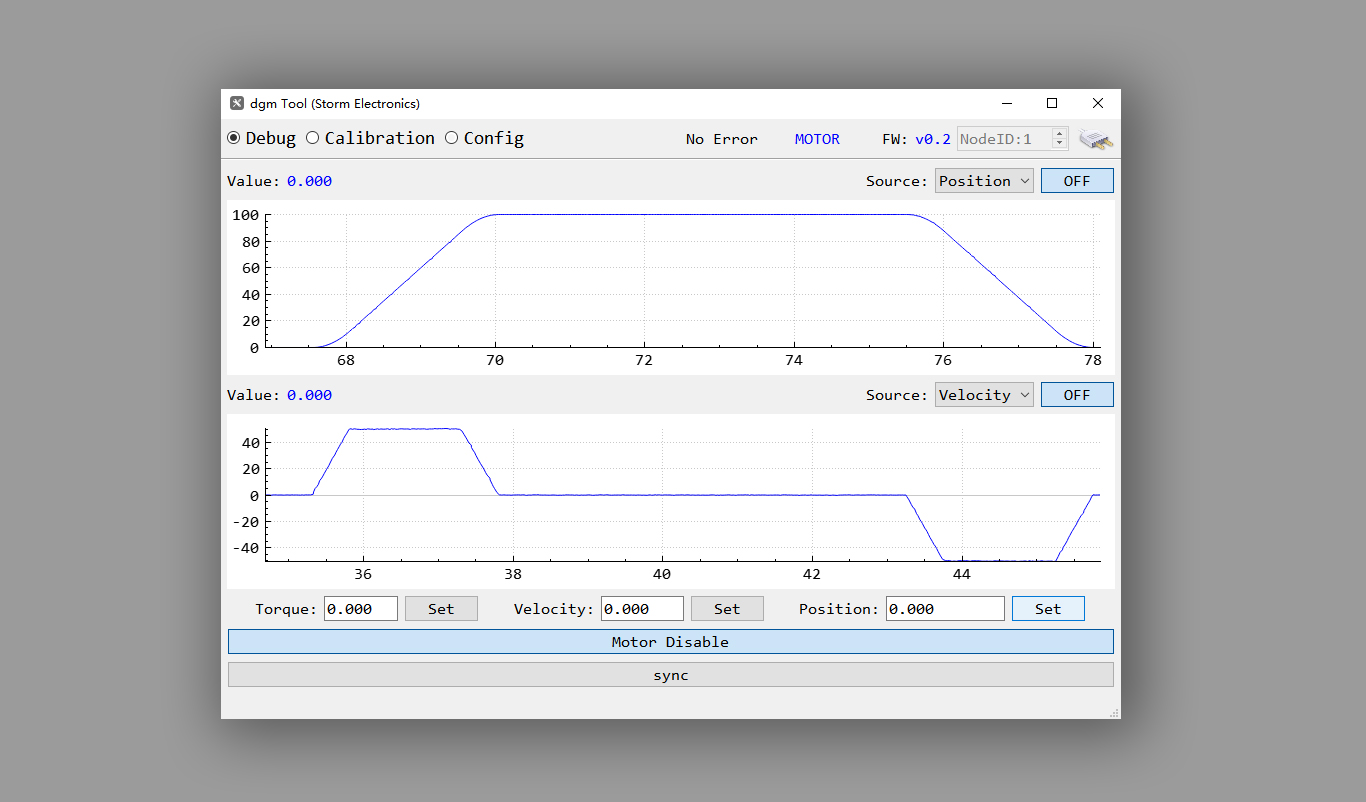 dgm Tool (Storm Electronics)
Debug Calibration Config No Error MOTOR FW: v0.2 NodeID:1
Value: 0.000 Source: Position OFF
100
80
60
40
20
0
68 70 72 74 76 78
Value: 0.000 Source: Velocity OFF
40
20
0
-20
-40
36 38 40 42 44
Torque: 0.000 Set Velocity: 0.000 Set Position: 0.000 Set
Motor Disable
sync